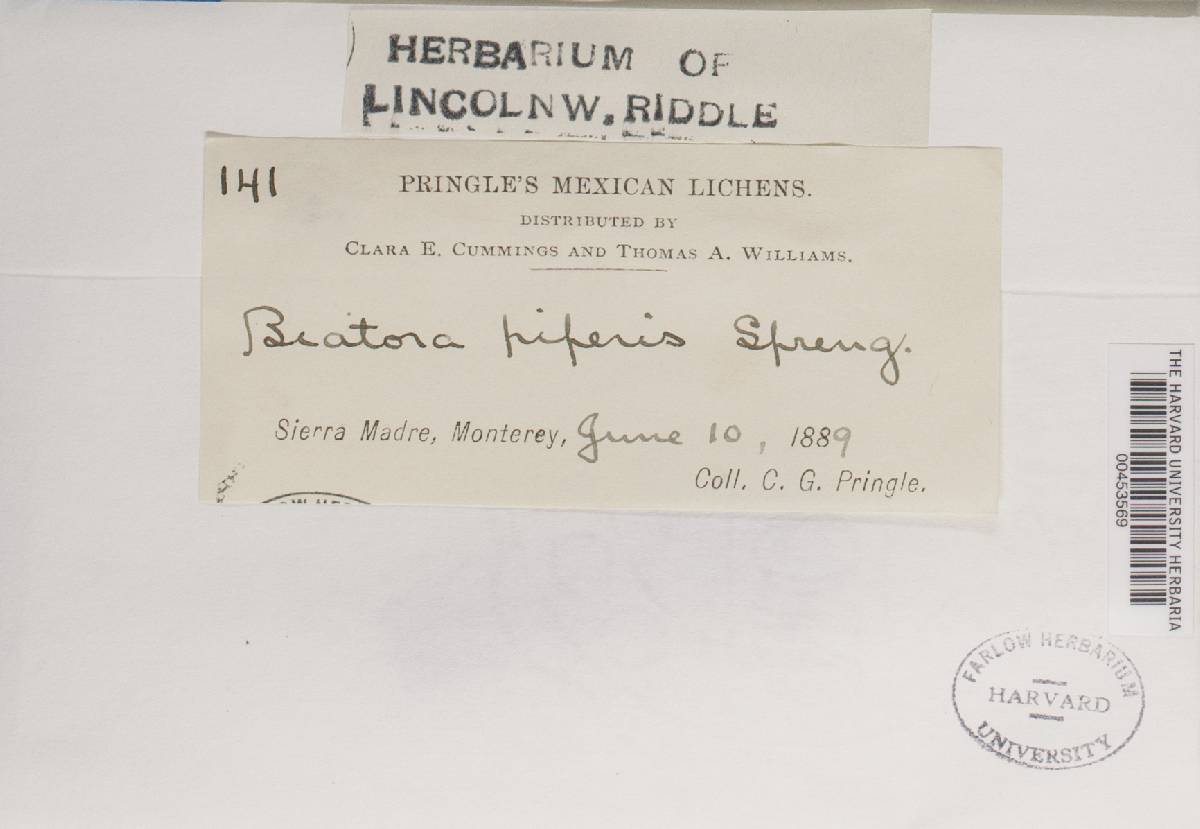 HERBARIUM OF
LINCOLN W. RIDDLE
141
PRINGLE'S MEXICAN LICHENS.
DISTRIBUTED BY
CLARA E. CUMMINGS AND THOMAS A. WILLIAMS.
Biatora piperis Spreng.
Sierra Madre, Monterey, June 10, 1889
Coll. C. G. Pringle.
THE HARVARD UNIVERSITY HERBARIA
00453569
FARLOW HERBARIUM
HARVARD
UNIVERSITY